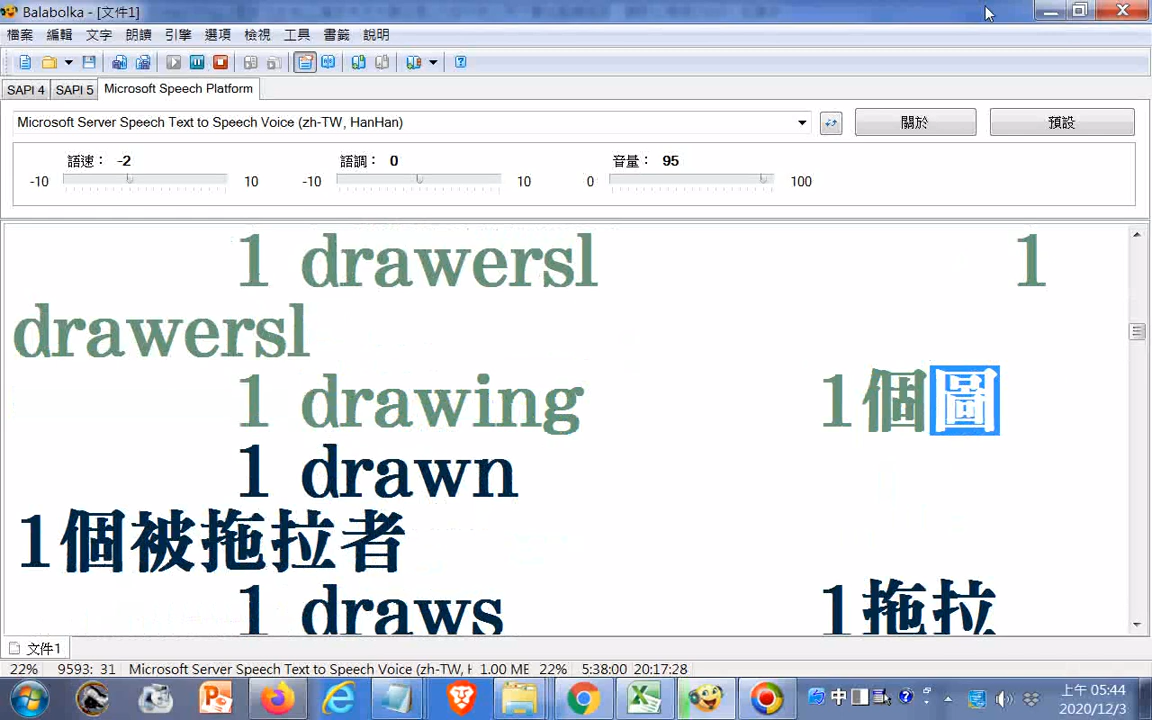 Balabolka - [文件1]
檔案 編輯 文字 朗讀 引擎 選項 檢視 工具 書籤 說明
SAPI 4 SAPI 5 Microsoft Speech Platform
Microsoft Server Speech Text to Speech Voice (zh-TW, HanHan) 關於 預設
語速： -2 語調： 0 音量： 95
-10 10 -10 10 0 100
1 drawersl 1
drawersl
1 drawing 1個圖
1 drawn
1個被拖拉者
1 draws 1拖拉
文件1
22% 9593: 31 Microsoft Server Speech Text to Speech Voice (zh-TW, H 1.00 ME 22% 5:38:00 20:17:28
中 上午 05:44
2020/12/3